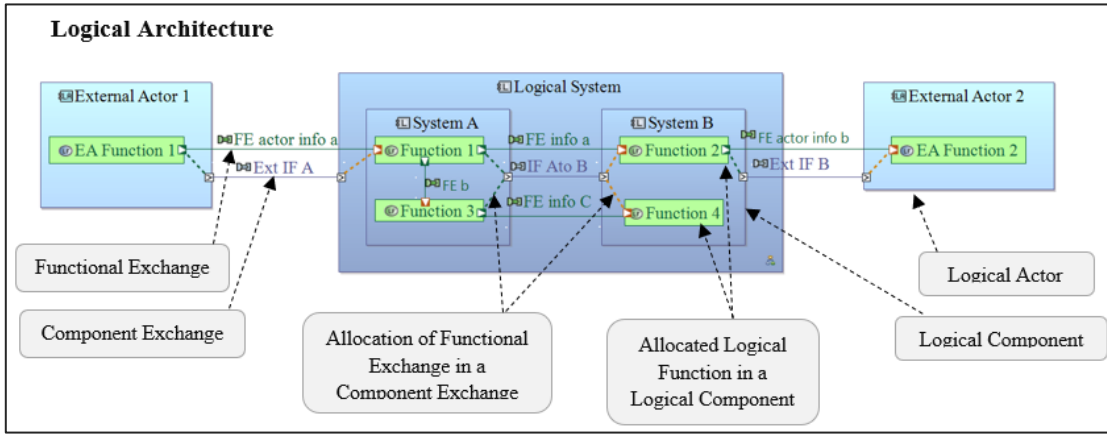 Logical Architecture
Logical System
External Actor 1
External Actor 2
System A
System B
FE actor info a
FE info a
FE actor info b
EA Function 1
Function 1
Function 2
EA Function 2
Ext IF A
IF Ato B
Ext IF B
FE b
FE info C
Function 3
Function 4
Functional Exchange
Logical Actor
Component Exchange
Allocation of Functional
Exchange in a
Component Exchange
Allocated Logical
Function in a
Logical Component
Logical Component